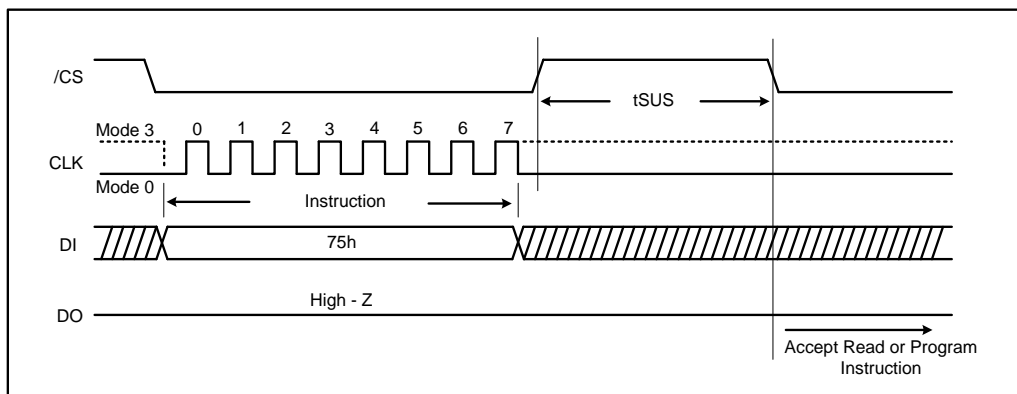 /CS
tSUS
Mode 3
0 1 2 3 4 5 6 7
CLK
Mode 0
Instruction
DI
75h
High - Z
DO
Accept Read or Program
Instruction